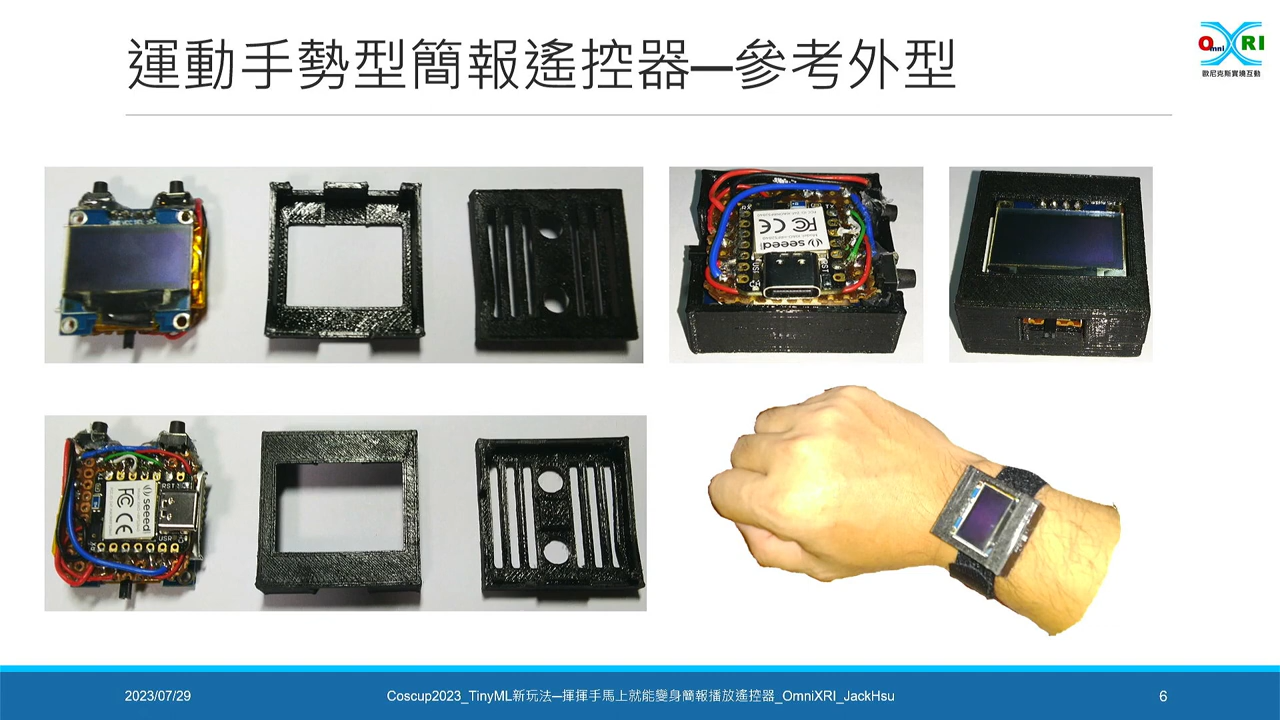 運動手勢型簡報遙控器—參考外型
OmniXRI
歐尼克斯實境互動
seeed
FC CE
seeed
FC CE
RST
USR
2023/07/29
Coscup2023_TinyML新玩法─揮揮手馬上就能變身簡報播放遙控器_OmniXRI_JackHsu
6